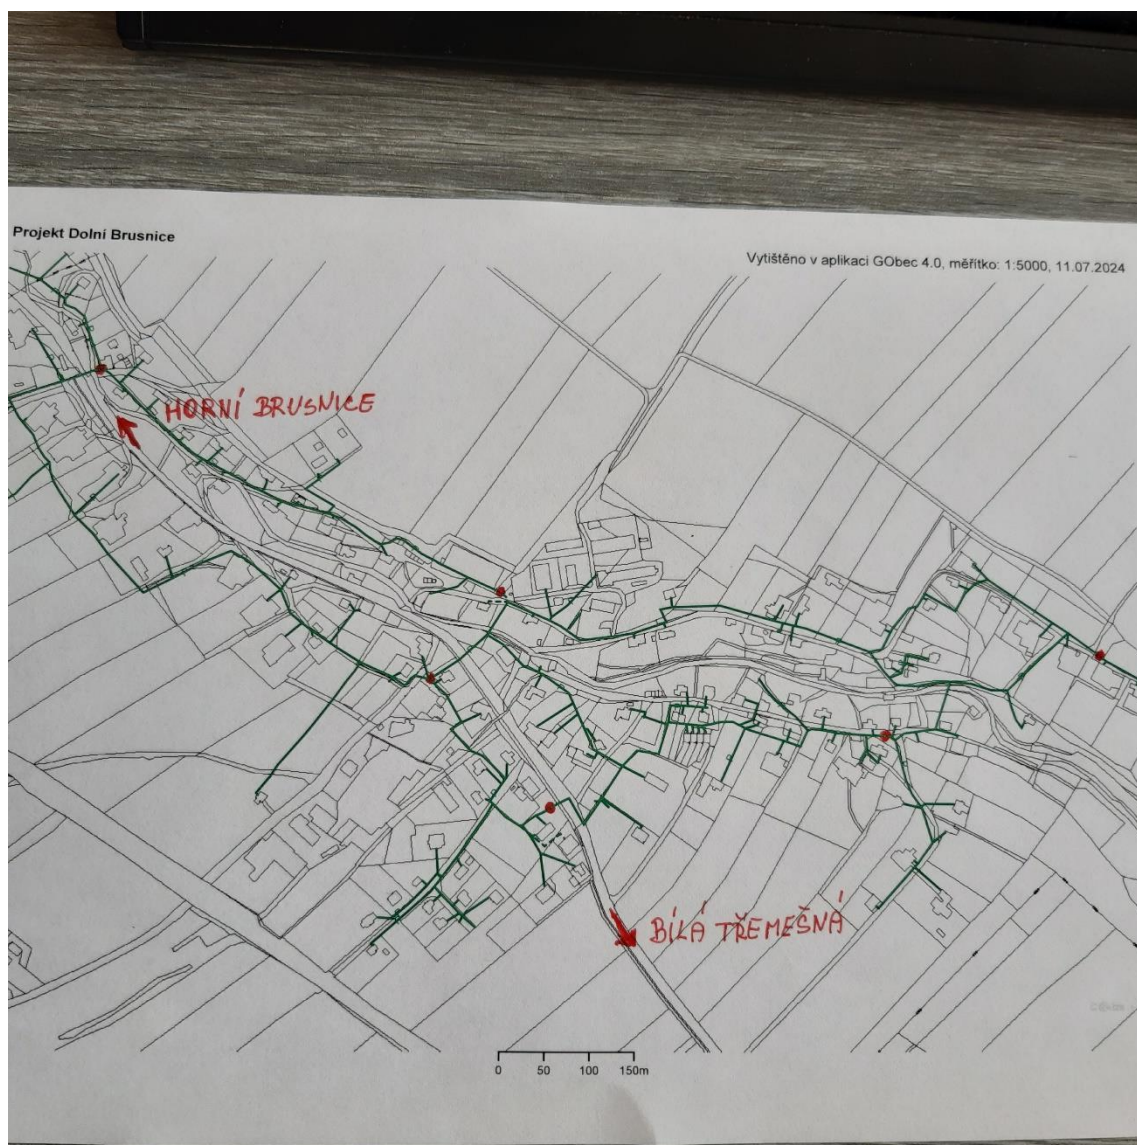 Projekt Dolní Brusnice
Vytištěno v aplikaci GObec 4.0, měřítko: 1:5000, 11.07.2024
HORNÍ BRUSNICE
BÍLÁ TŘEMEŠNÁ
0 50 100 150m